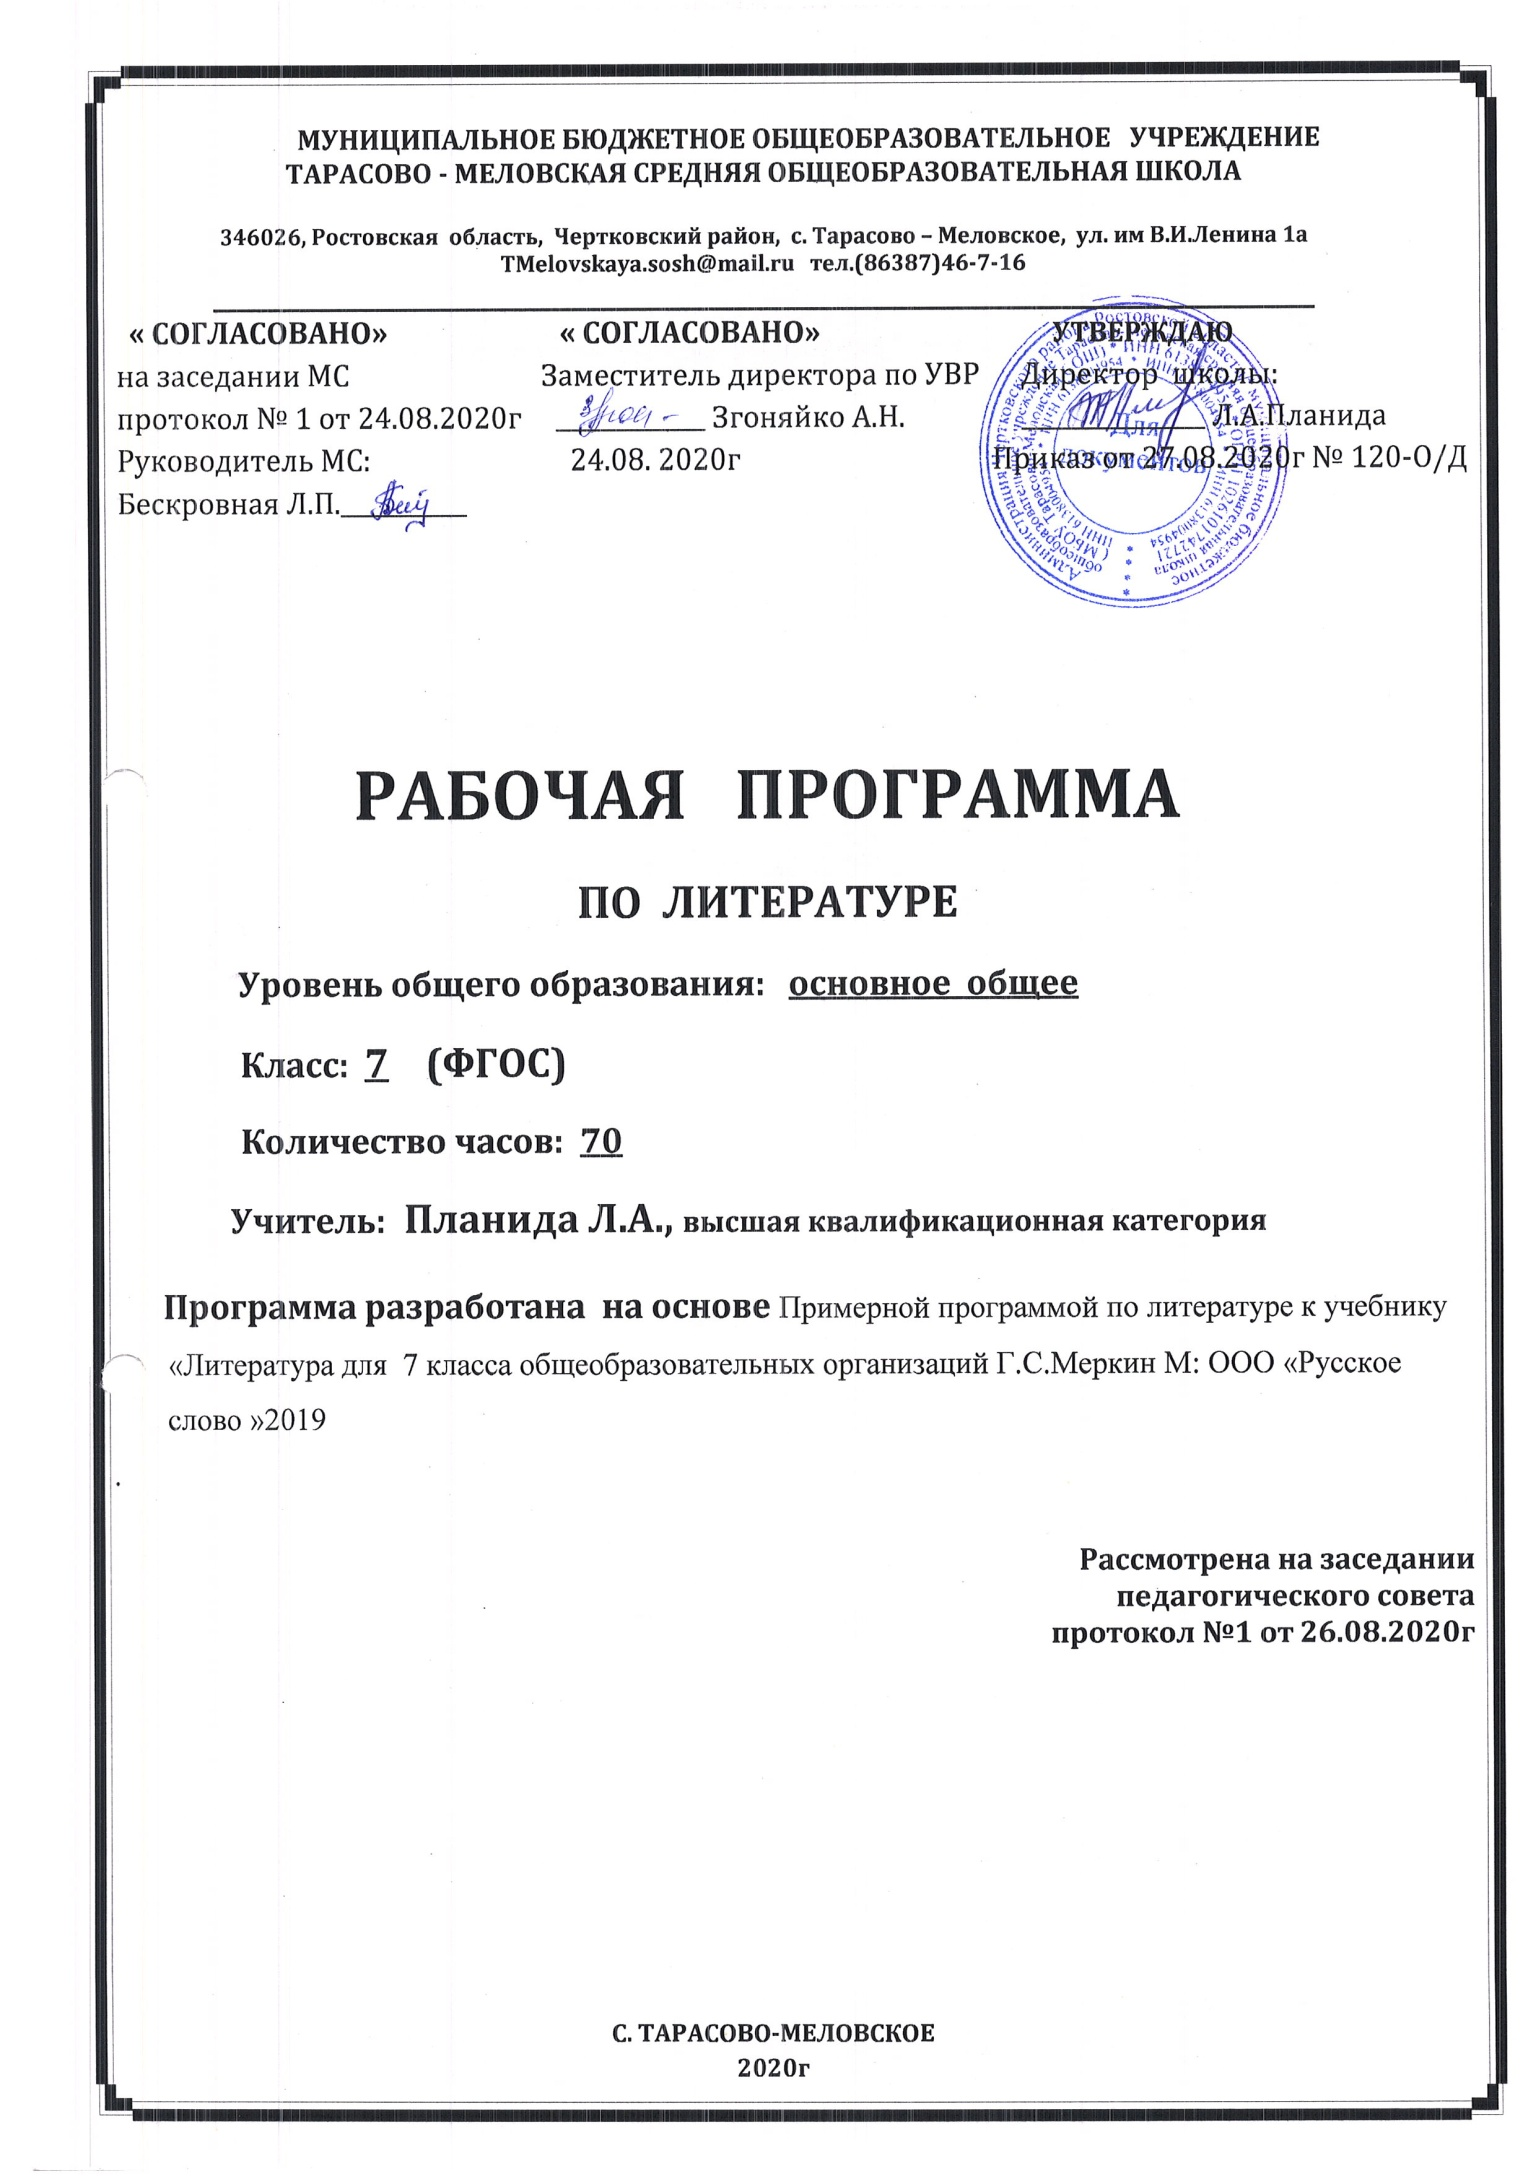 МУНИЦИПАЛЬНОЕ БЮДЖЕТНОЕ ОБЩЕОБРАЗОВАТЕЛЬНОЕ УЧРЕЖДЕНИЕ
ТАРАСОВО - МЕЛОВСКАЯ СРЕДНЯЯ ОБЩЕОБРАЗОВАТЕЛЬНАЯ ШКОЛА
346026, Ростовская область, Чертковский район, с. Тарасово – Меловское, ул. им В.И.Ленина 1а
TMelovskaya.sosh@mail.ru тел.(86387)46-7-16
« СОГЛАСОВАНО» « СОГЛАСОВАНО» УТВЕРЖДАЮ
на заседании МС Заместитель директора по УВР Директор школы:
протокол № 1 от 24.08.2020г Згоняйко А.Н. Л.А.Планида
Руководитель МС: 24.08. 2020г Приказ от 27.08.2020г № 120-О/Д
Бескровная Л.П.
Для
документов
РАБОЧАЯ ПРОГРАММА
ПО ЛИТЕРАТУРЕ
Уровень общего образования: основное общее
Класс: 7 (ФГОС)
Количество часов: 70
Учитель: Планида Л.А., высшая квалификационная категория
Программа разработана на основе Примерной программой по литературе к учебнику
«Литература для 7 класса общеобразовательных организаций Г.С.Меркин М: ООО «Русское
слово »2019
Рассмотрена на заседании
педагогического совета
протокол №1 от 26.08.2020г
С. ТАРАСОВО-МЕЛОВСКОЕ
2020г